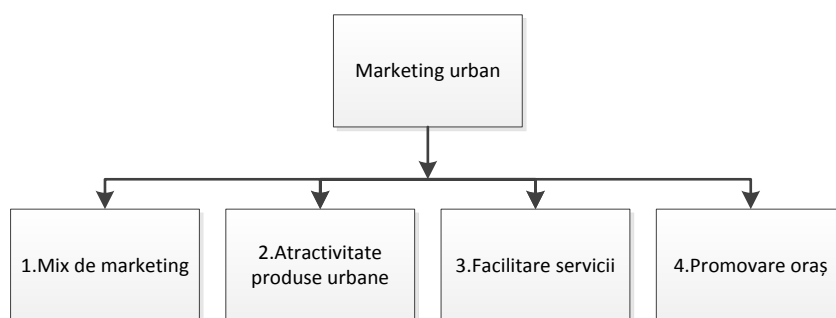 Marketing urban
1.Mix de marketing
2.Atractivitate
produse urbane
3.Facilitare servicii
4.Promovare oraș